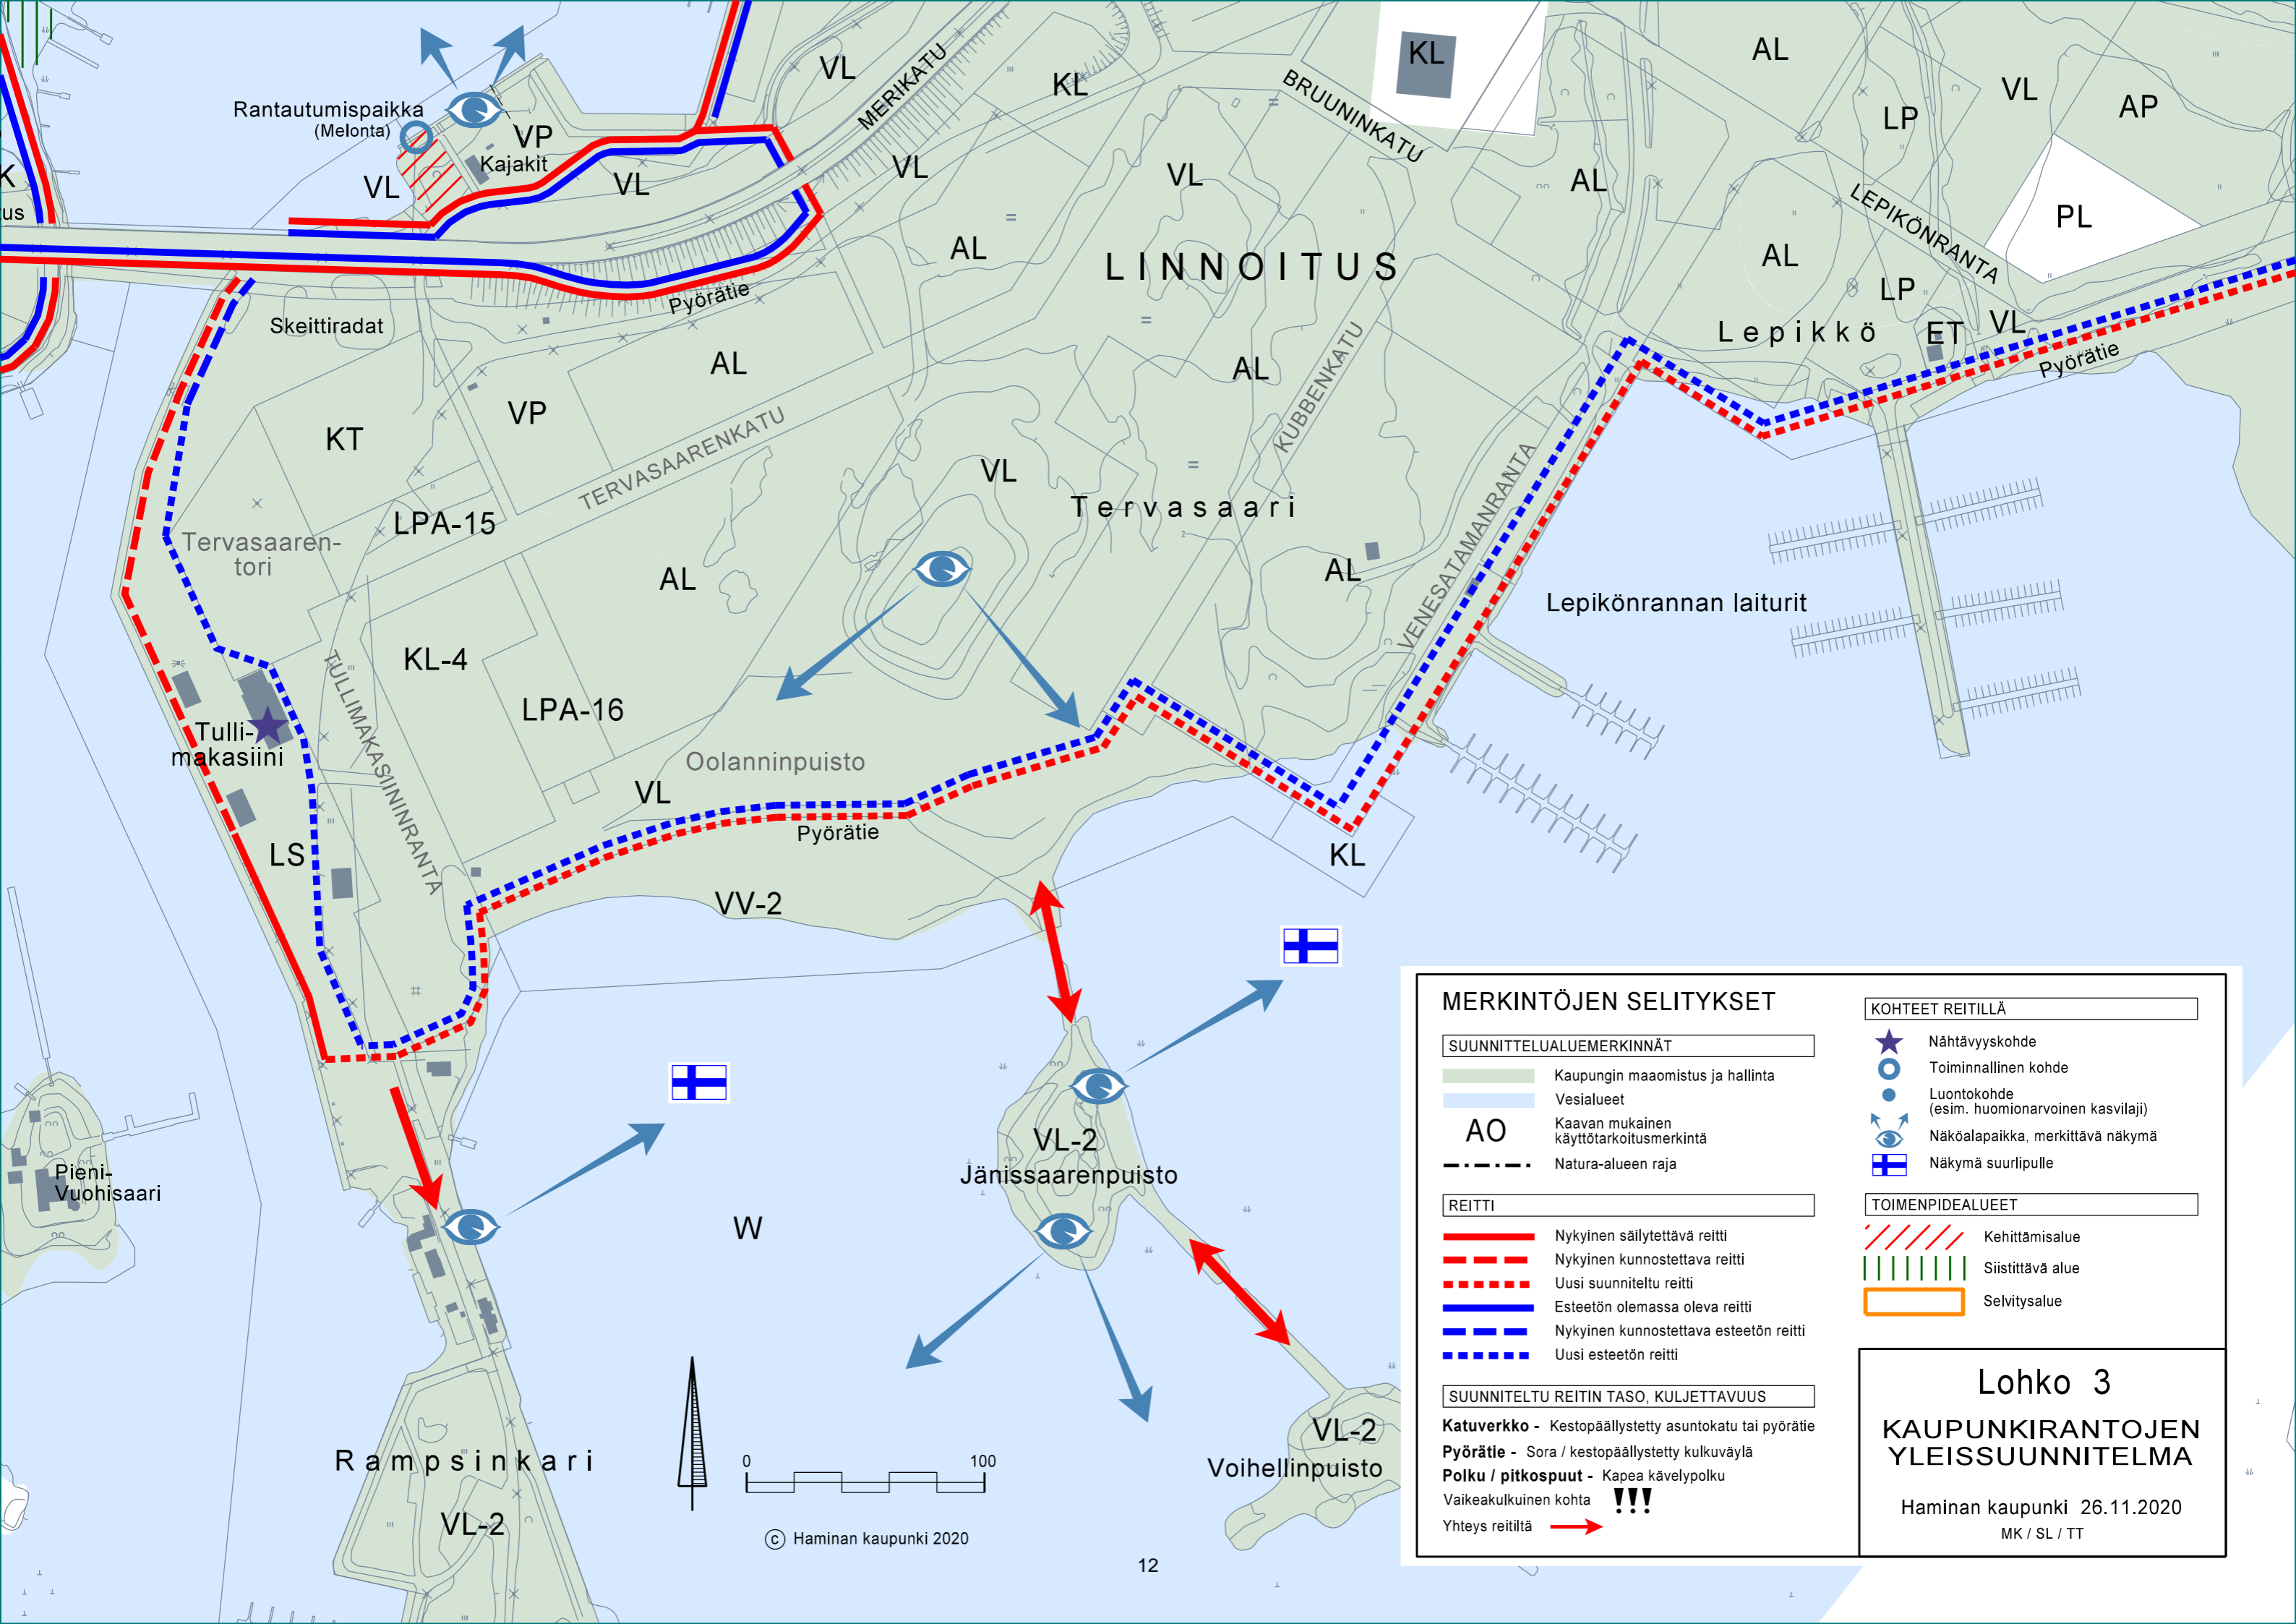 Rantautumispaikka
(Melonta)
VP
Kajakit
VL
VL
K
tus
VL
MERIKATU
KL
VL
VL
BRUUNINKATU
KL
AL
VL
AP
LP
AL
LEPIKÖNRANTA
PL
AL
LP
Lepikkö
ET
VL
Pyörätie
LINNOITUS
AL
Pyörätie
Skeittiradat
AL
VP
KT
TERVASAARENKATU
AL
KUBBENKATU
VL
Tervasaari
LPA-15
Tervasaaren-
tori
AL
AL
VENESATAMANRANTA
Lepikönrannan laiturit
KL-4
TULLIMAKASIININRANTA
LPA-16
Tulli-
makasiini
Oolanninpuisto
VL
Pyörätie
LS
KL
VV-2
Pieni-
Vuohisaari
VL-2
Jänissaarenpuisto
W
VL-2
Voihellinpuisto
Rampsinkari
VL-2
0 100
© Haminan kaupunki 2020
12
MERKINTÖJEN SELITYKSET
SUUNNITTELUALUEMERKINNÄT
Kaupungin maaomistus ja hallinta
Vesialueet
AO
Kaavan mukainen
käyttötarkoitusmerkintä
Natura-alueen raja
REITTI
Nykyinen säilytettävä reitti
Nykyinen kunnostettava reitti
Uusi suunniteltu reitti
Esteetön olemassa oleva reitti
Nykyinen kunnostettava esteetön reitti
Uusi esteetön reitti
SUUNNITELTU REITIN TASO, KULJETTAVUUS
Katuverkko - Kestopäällystetty asuntokatu tai pyörätie
Pyörätie - Sora / kestopäällystetty kulkuväylä
Polku / pitkospuut - Kapea kävelypolku
Vaikeakulkuinen kohta !!!
Yhteys reitiltä
KOHTEET REITILLÄ
Nähtävyyskohde
Toiminnallinen kohde
Luontokohde
(esim. huomionarvoinen kasvilaji)
Näköalapaikka, merkittävä näkymä
Näkymä suurlipulle
TOIMENPIDEALUEET
Kehittämisalue
Siistittävä alue
Selvitysalue
Lohko 3
KAUPUNKIRANTOJEN
YLEISSUUNNITELMA
Haminan kaupunki 26.11.2020
MK / SL / TT